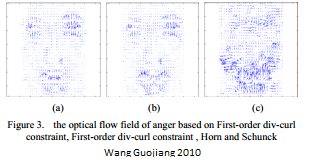 (a) (b) (c)
Figure 3. the optical flow field of anger based on First-order div-curl
constraint, First-order div-curl constraint , Horn and Schunck
Wang Guojiang 2010